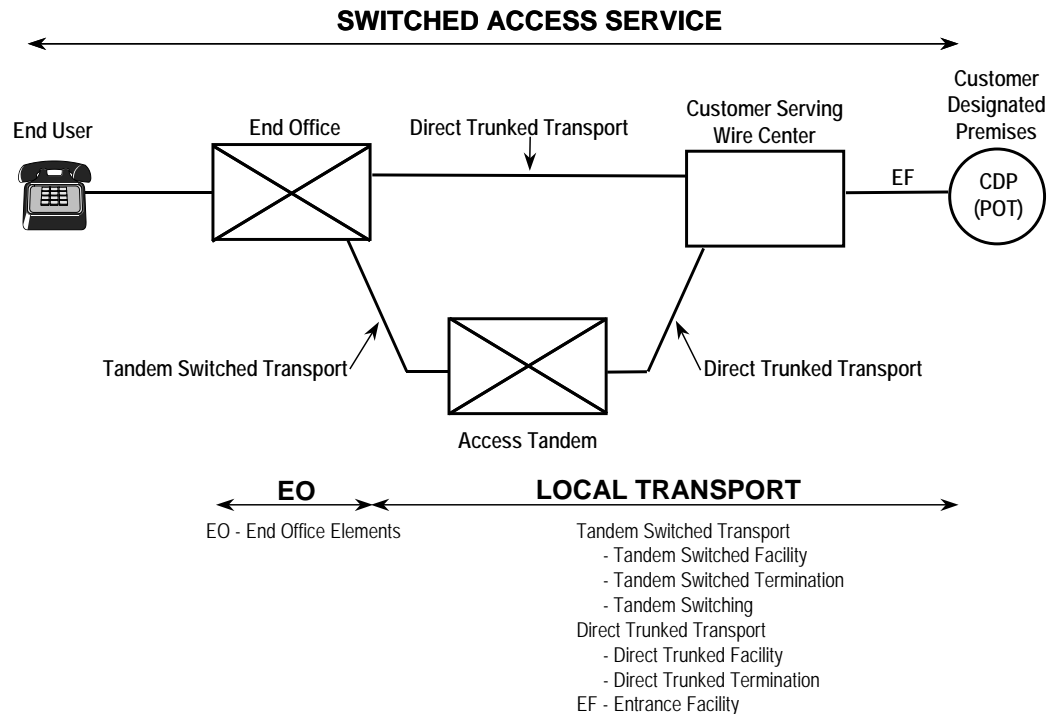 SWITCHED ACCESS SERVICE
Customer
Designated
Premises
End User
End Office
Direct Trunked Transport
Customer Serving
Wire Center
EF
CDP
(POT)
Tandem Switched Transport
Direct Trunked Transport
Access Tandem
EO
LOCAL TRANSPORT
EO - End Office Elements
Tandem Switched Transport
- Tandem Switched Facility
- Tandem Switched Termination
- Tandem Switching
Direct Trunked Transport
- Direct Trunked Facility
- Direct Trunked Termination
EF - Entrance Facility